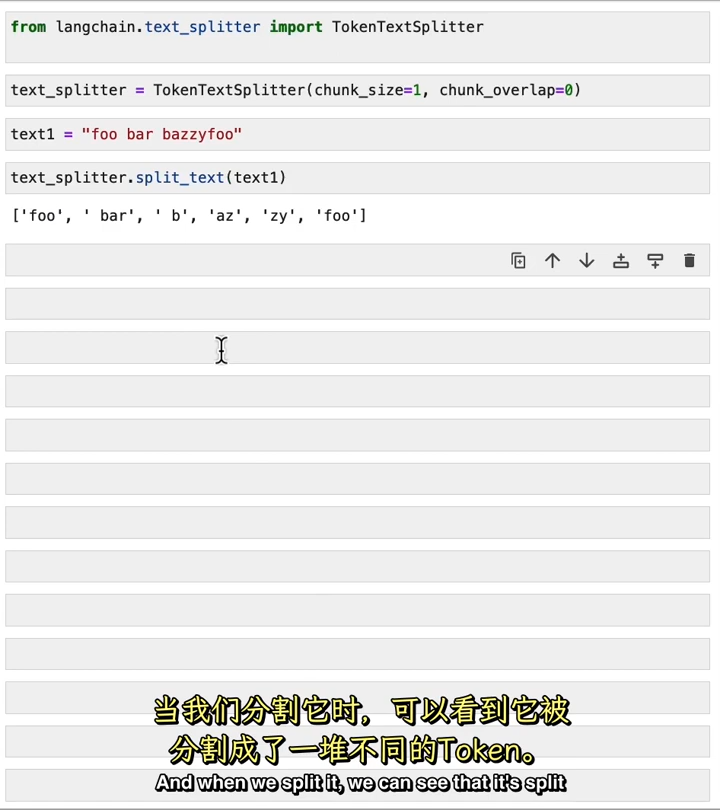 from langchain.text_splitter import TokenTextSplitter
text_splitter = TokenTextSplitter(chunk_size=1, chunk_overlap=0)
text1 = "foo bar bazzyfoo"
text_splitter.split_text(text1)
['foo', ' bar', ' b', 'az', 'zy', 'foo']
当我们分割它时，可以看到它被
分割成了一堆不同的Token。
And when we split it, we can see that it's split